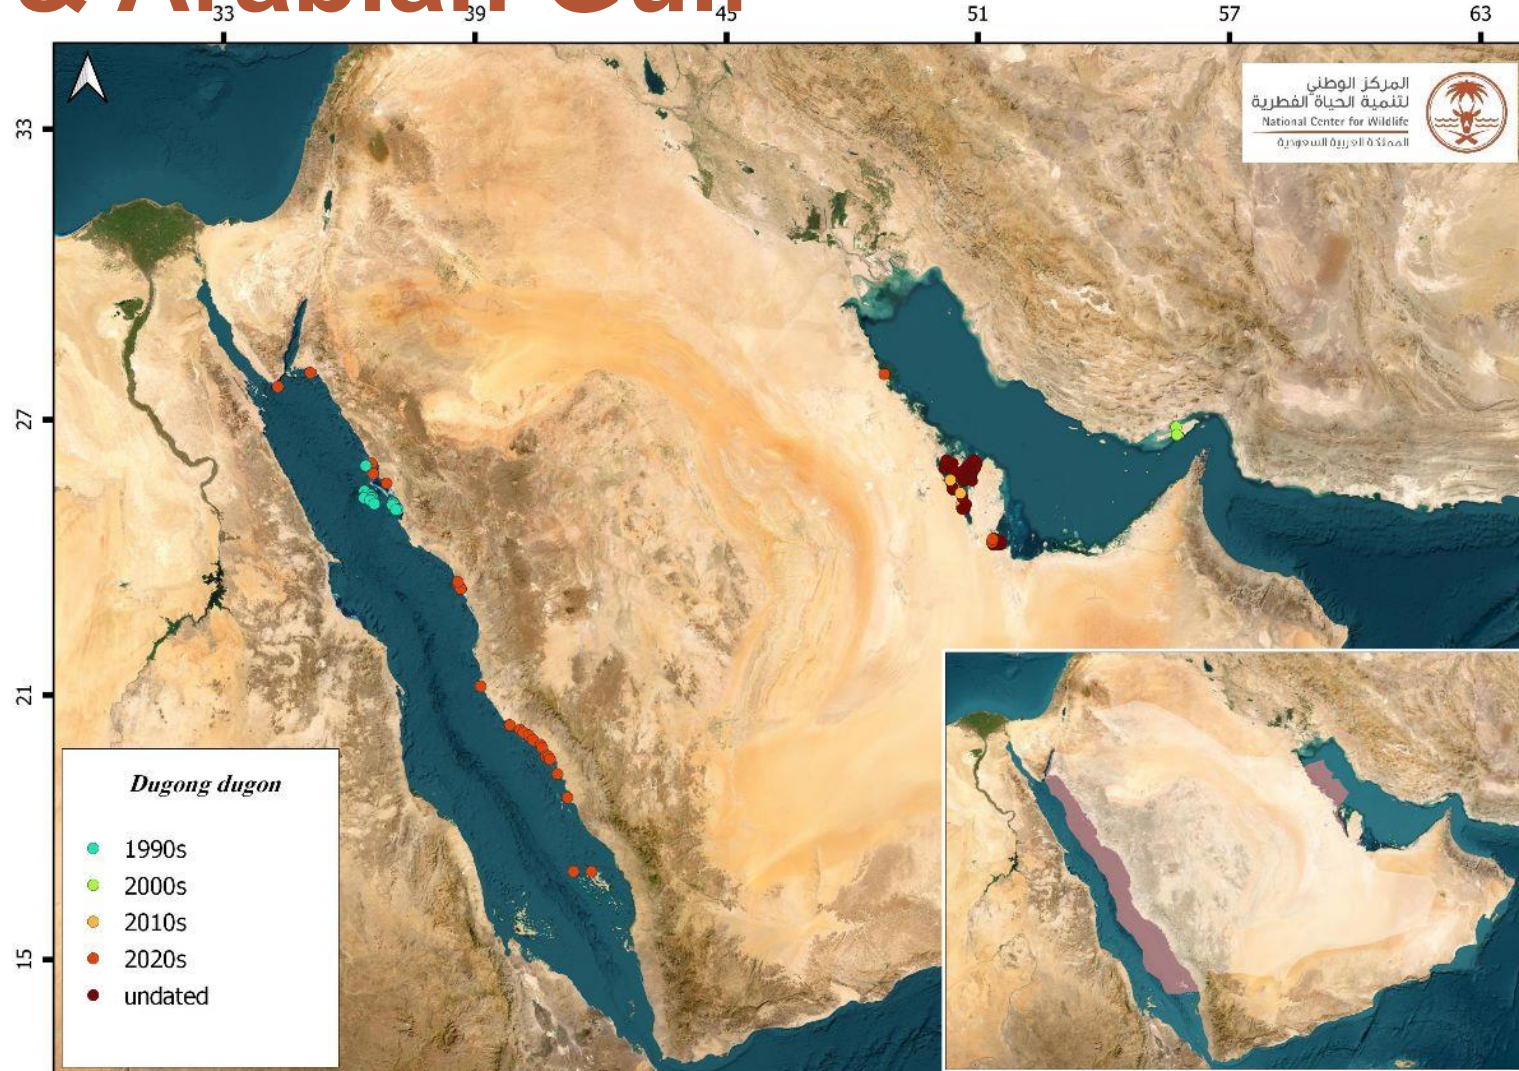 & Arabian Gulf
33 39 45 51 57 63
المركز الوطني
لتنمية الحياة الفطرية
National Center for Wildlife
المملكة العربية السعودية
33
27
21
15
Dugong dugon
1990s
2000s
2010s
2020s
undated